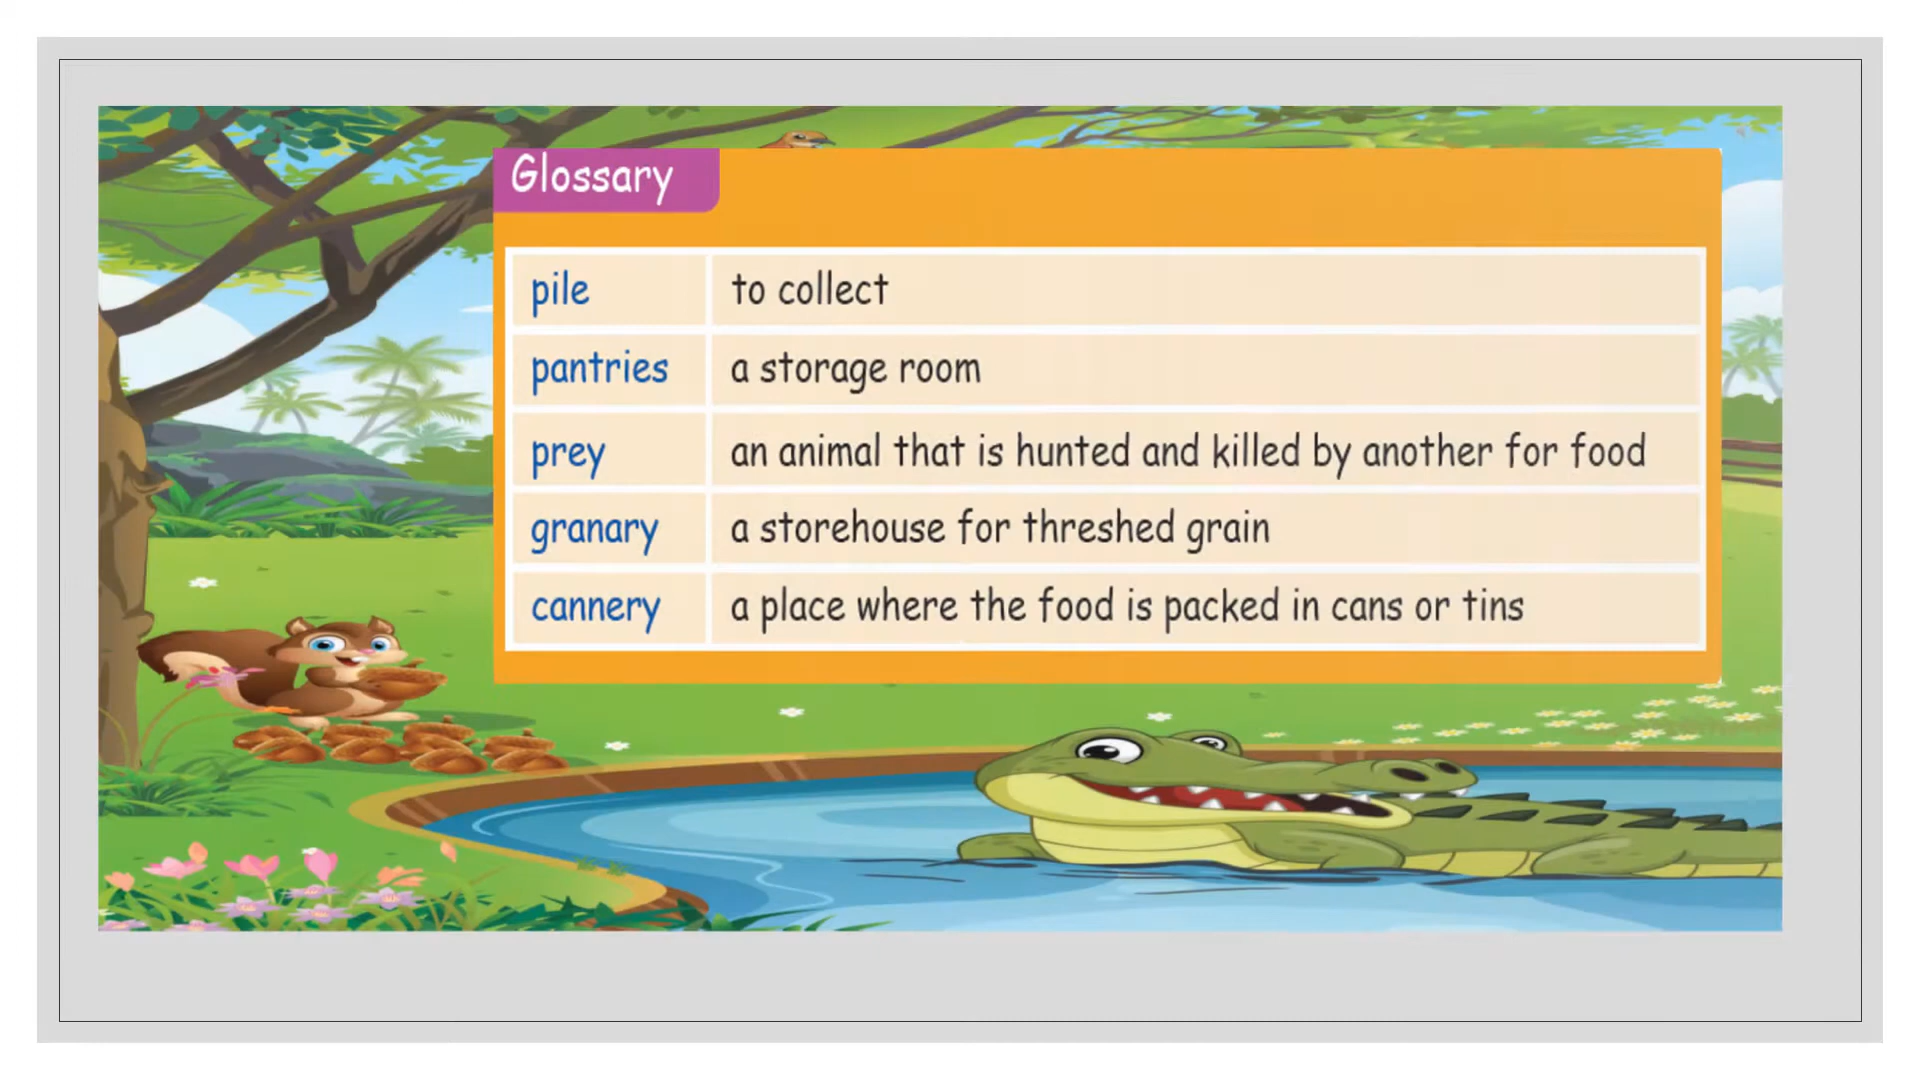 Glossary
pile to collect
pantries a storage room
prey an animal that is hunted and killed by another for food
granary a storehouse for threshed grain
cannery a place where the food is packed in cans or tins